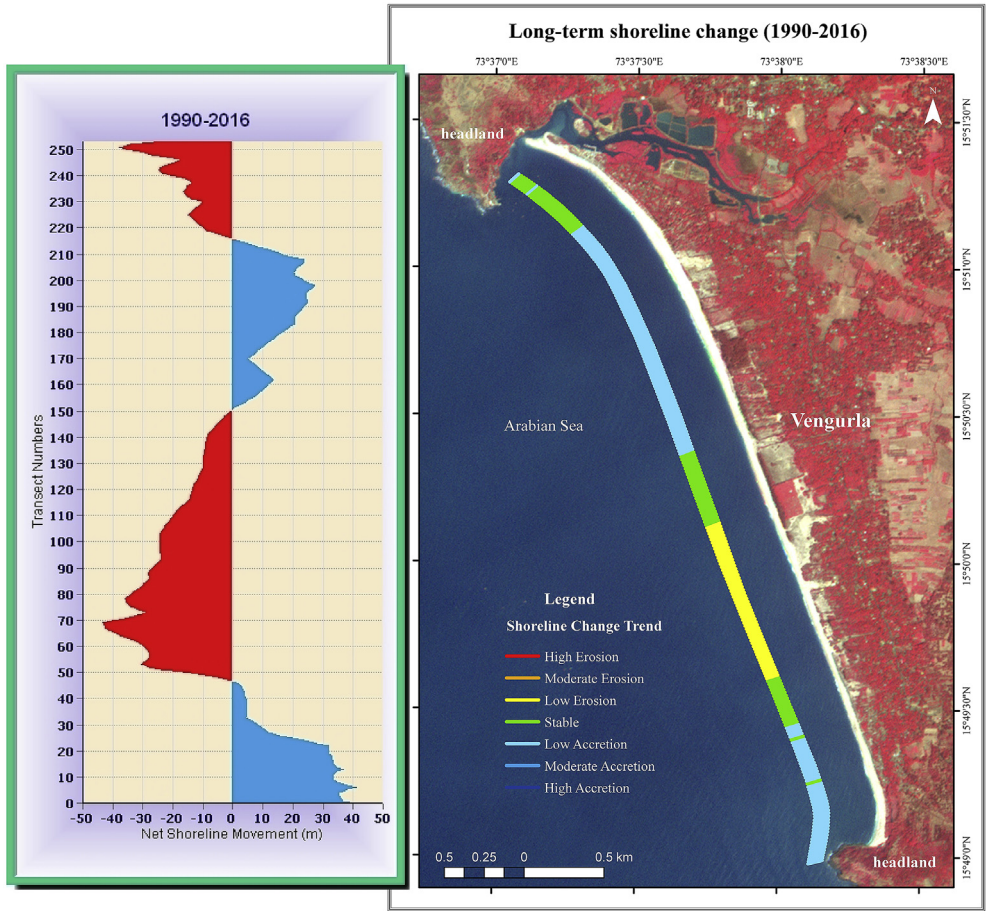 1990-2016
Transect Numbers
250
240
230
220
210
200
190
180
170
160
150
140
130
120
110
100
90
80
70
60
50
40
30
20
10
0
-50 -40 -30 -20 -10 0 10 20 30 40 50
Net Shoreline Movement (m)
Long-term shoreline change (1990-2016)
73°37'0"E 73°37'30"E 73°38'0"E 73°38'30"E
N
headland
15°51'30"N
15°51'0"N
15°50'30"N
15°50'0"N
15°49'30"N
15°49'0"N
Arabian Sea
Vengurla
Legend
Shoreline Change Trend
High Erosion
Moderate Erosion
Low Erosion
Stable
Low Accretion
Moderate Accretion
High Accretion
0.5 0.25 0 0.5 km
headland